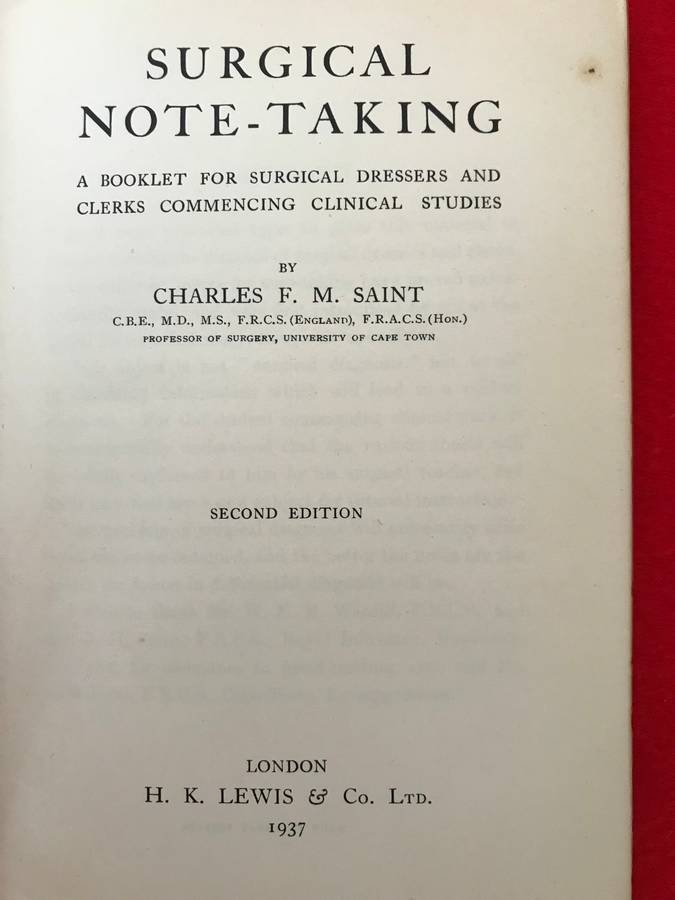 SURGICAL
NOTE-TAKING
A BOOKLET FOR SURGICAL DRESSERS AND
CLERKS COMMENCING CLINICAL STUDIES
BY
CHARLES F. M. SAINT
C.B.E., M.D., M.S., F.R.C.S. (England), F.R.A.C.S. (Hon.)
PROFESSOR OF SURGERY, UNIVERSITY OF CAPE TOWN
SECOND EDITION
LONDON
H. K. LEWIS & Co. Ltd.
1937